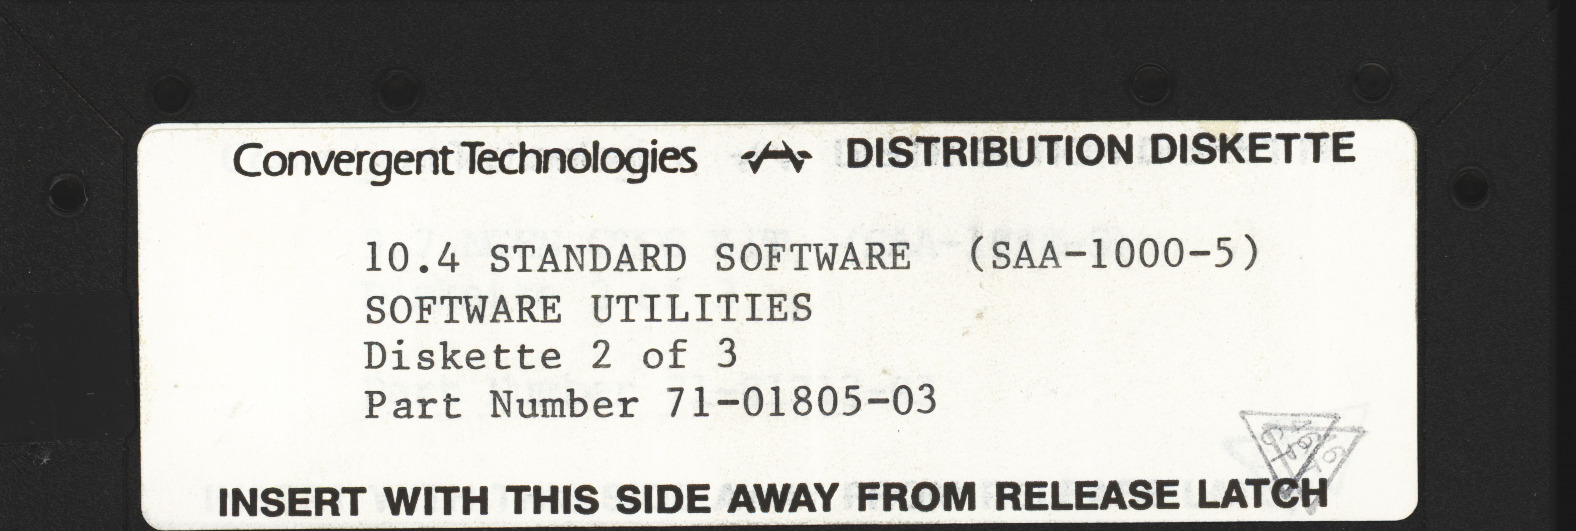 Convergent Technologies DISTRIBUTION DISKETTE
10.4 STANDARD SOFTWARE (SAA-1000-5)
SOFTWARE UTILITIES
Diskette 2 of 3
Part Number 71-01805-03
INSERT WITH THIS SIDE AWAY FROM RELEASE LATCH